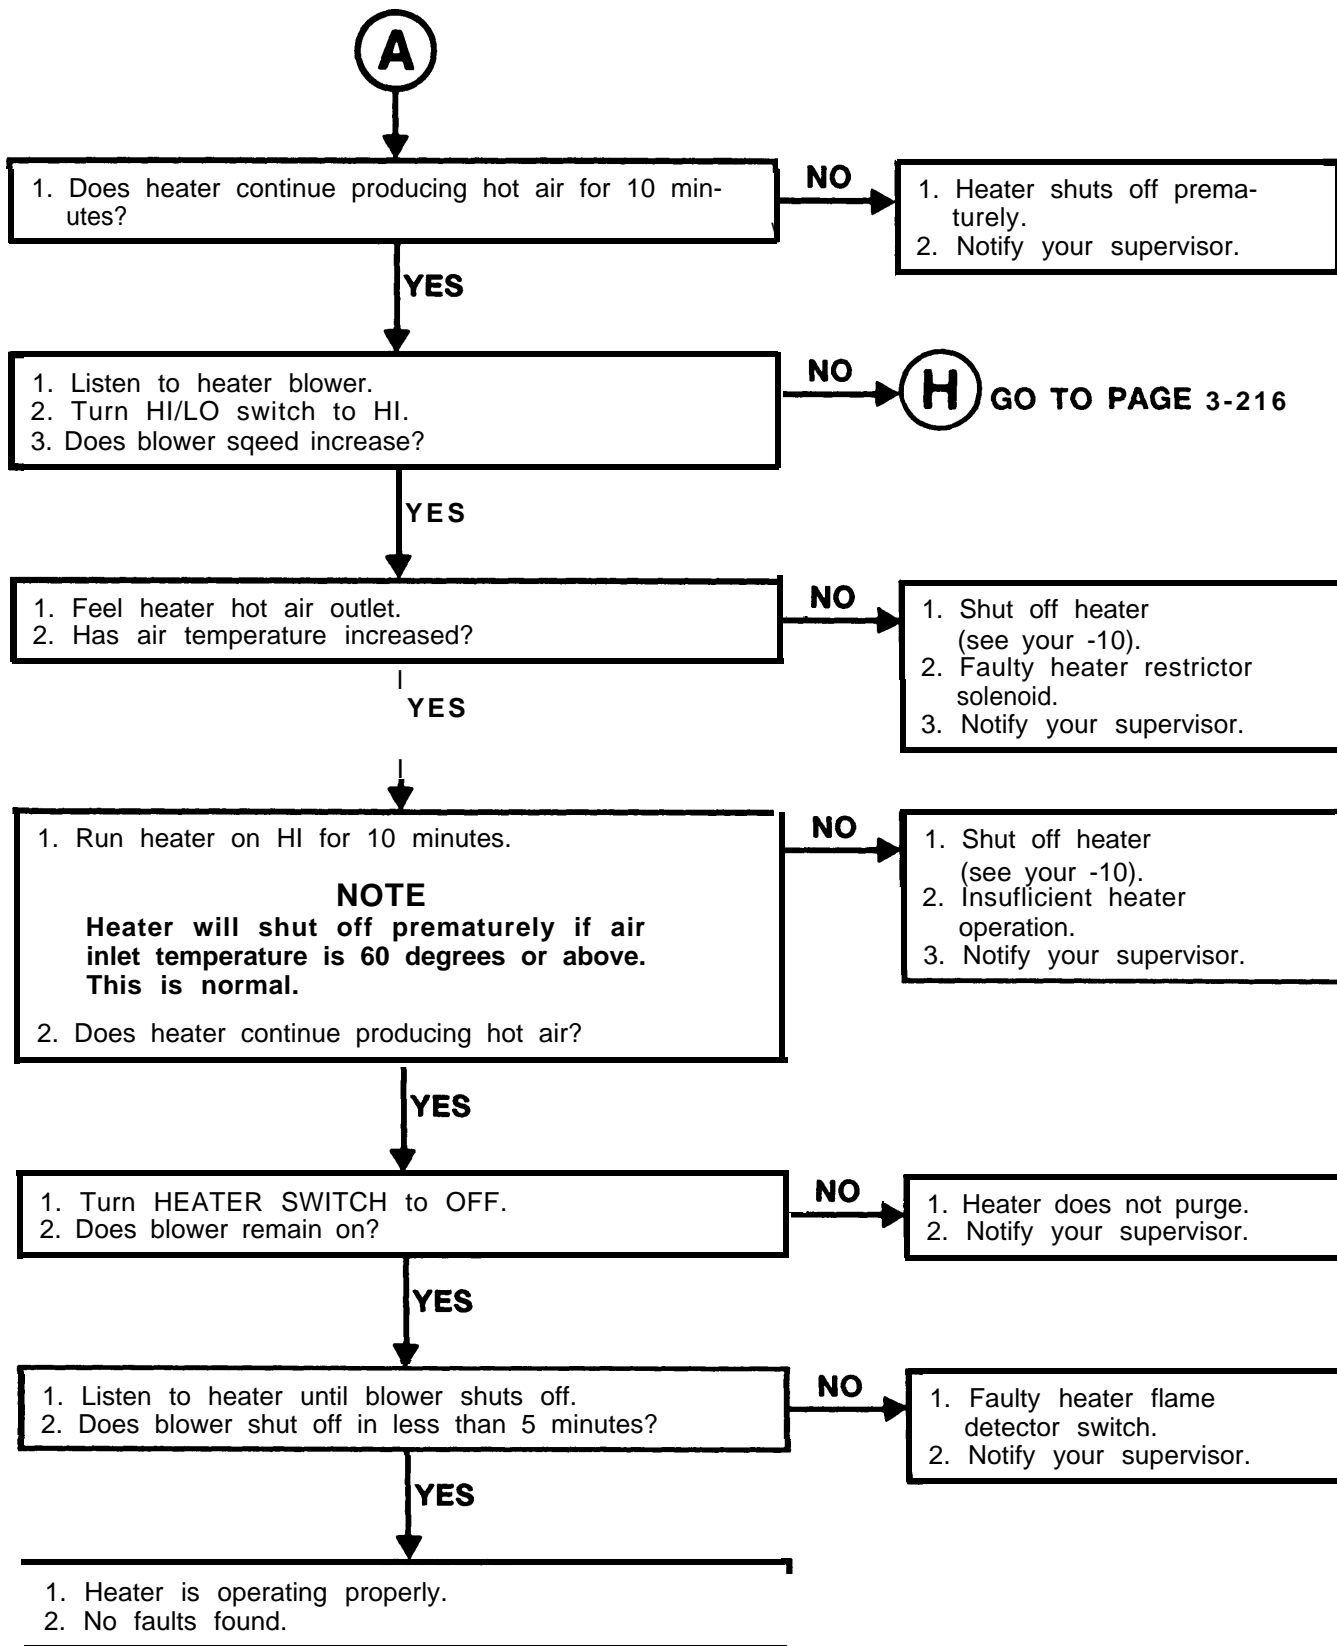 A
1. Does heater continue producing hot air for 10 min-
utes?
NO
1. Heater shuts off prema-
turely.
2. Notify your supervisor.
YES
1. Listen to heater blower.
2. Turn HI/LO switch to HI.
3. Does blower sqeed increase?
NO
H GO TO PAGE 3-216
YES
1. Feel heater hot air outlet.
2. Has air temperature increased?
NO
1. Shut off heater
(see your -10).
2. Faulty heater restrictor
solenoid.
3. Notify your supervisor.
YES
1. Run heater on HI for 10 minutes.
NOTE
Heater will shut off prematurely if air
inlet temperature is 60 degrees or above.
This is normal.
2. Does heater continue producing hot air?
NO
1. Shut off heater
(see your -10).
2. Insuflicient heater
operation.
3. Notify your supervisor.
YES
1. Turn HEATER SWITCH to OFF.
2. Does blower remain on?
NO
1. Heater does not purge.
2. Notify your supervisor.
YES
1. Listen to heater until blower shuts off.
2. Does blower shut off in less than 5 minutes?
NO
1. Faulty heater flame
detector switch.
2. Notify your supervisor.
YES
1. Heater is operating properly.
2. No faults found.